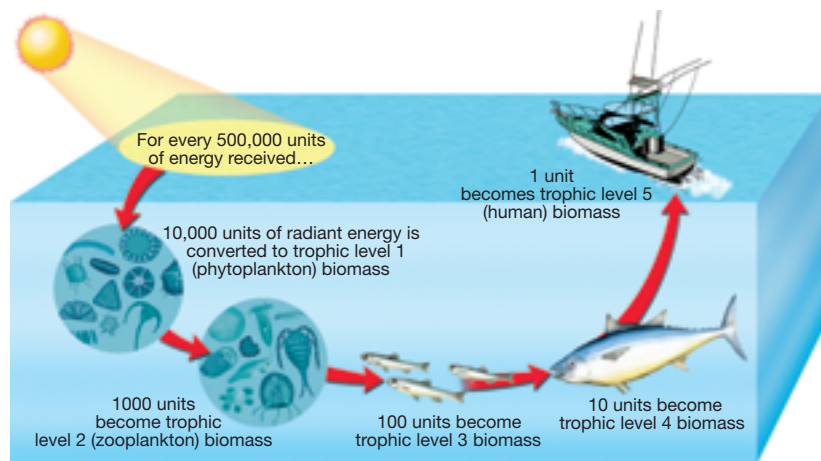 For every 500,000 units
of energy received...
10,000 units of radiant energy is
converted to trophic level 1
(phytoplankton) biomass
1000 units
become trophic
level 2 (zooplankton) biomass
100 units become
trophic level 3 biomass
10 units become
trophic level 4 biomass
1 unit
becomes trophic level 5
(human) biomass